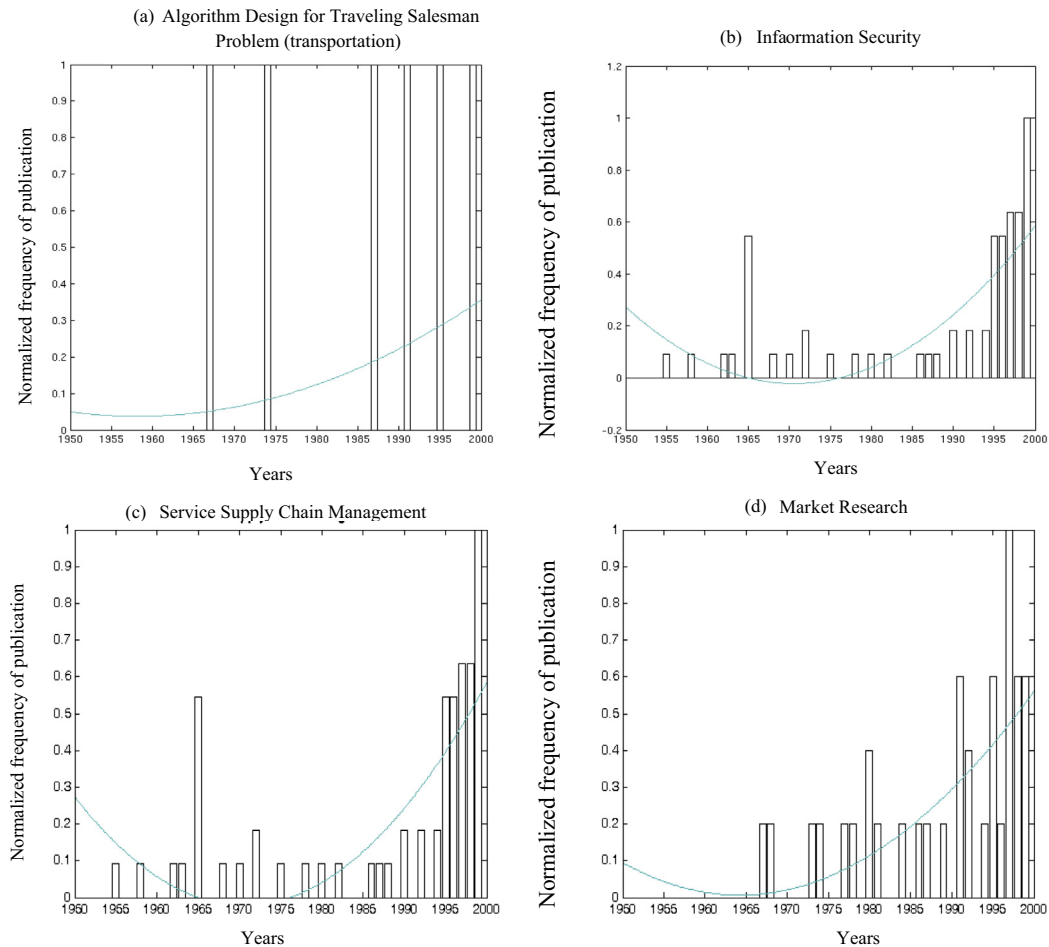 (a) Algorithm Design for Traveling Salesman
Problem (transportation)
Normalized frequency of publication
1
0.9
0.8
0.7
0.6
0.5
0.4
0.3
0.2
0.1
0
1950 1955 1960 1965 1970 1975 1980 1985 1990 1995 2000
Years
(b) Infaormation Security
Normalized frequency of publication
1.2
1
0.8
0.6
0.4
0.2
0
-0.2
1950 1955 1960 1965 1970 1975 1980 1985 1990 1995 2000
Years
(c) Service Supply Chain Management
Normalized frequency of publication
1
0.9
0.8
0.7
0.6
0.5
0.4
0.3
0.2
0.1
0
1950 1955 1960 1965 1970 1975 1980 1985 1990 1995 2000
Years
(d) Market Research
Normalized frequency of publication
1
0.9
0.8
0.7
0.6
0.5
0.4
0.3
0.2
0.1
0
1950 1955 1960 1965 1970 1975 1980 1985 1990 1995 2000
Years